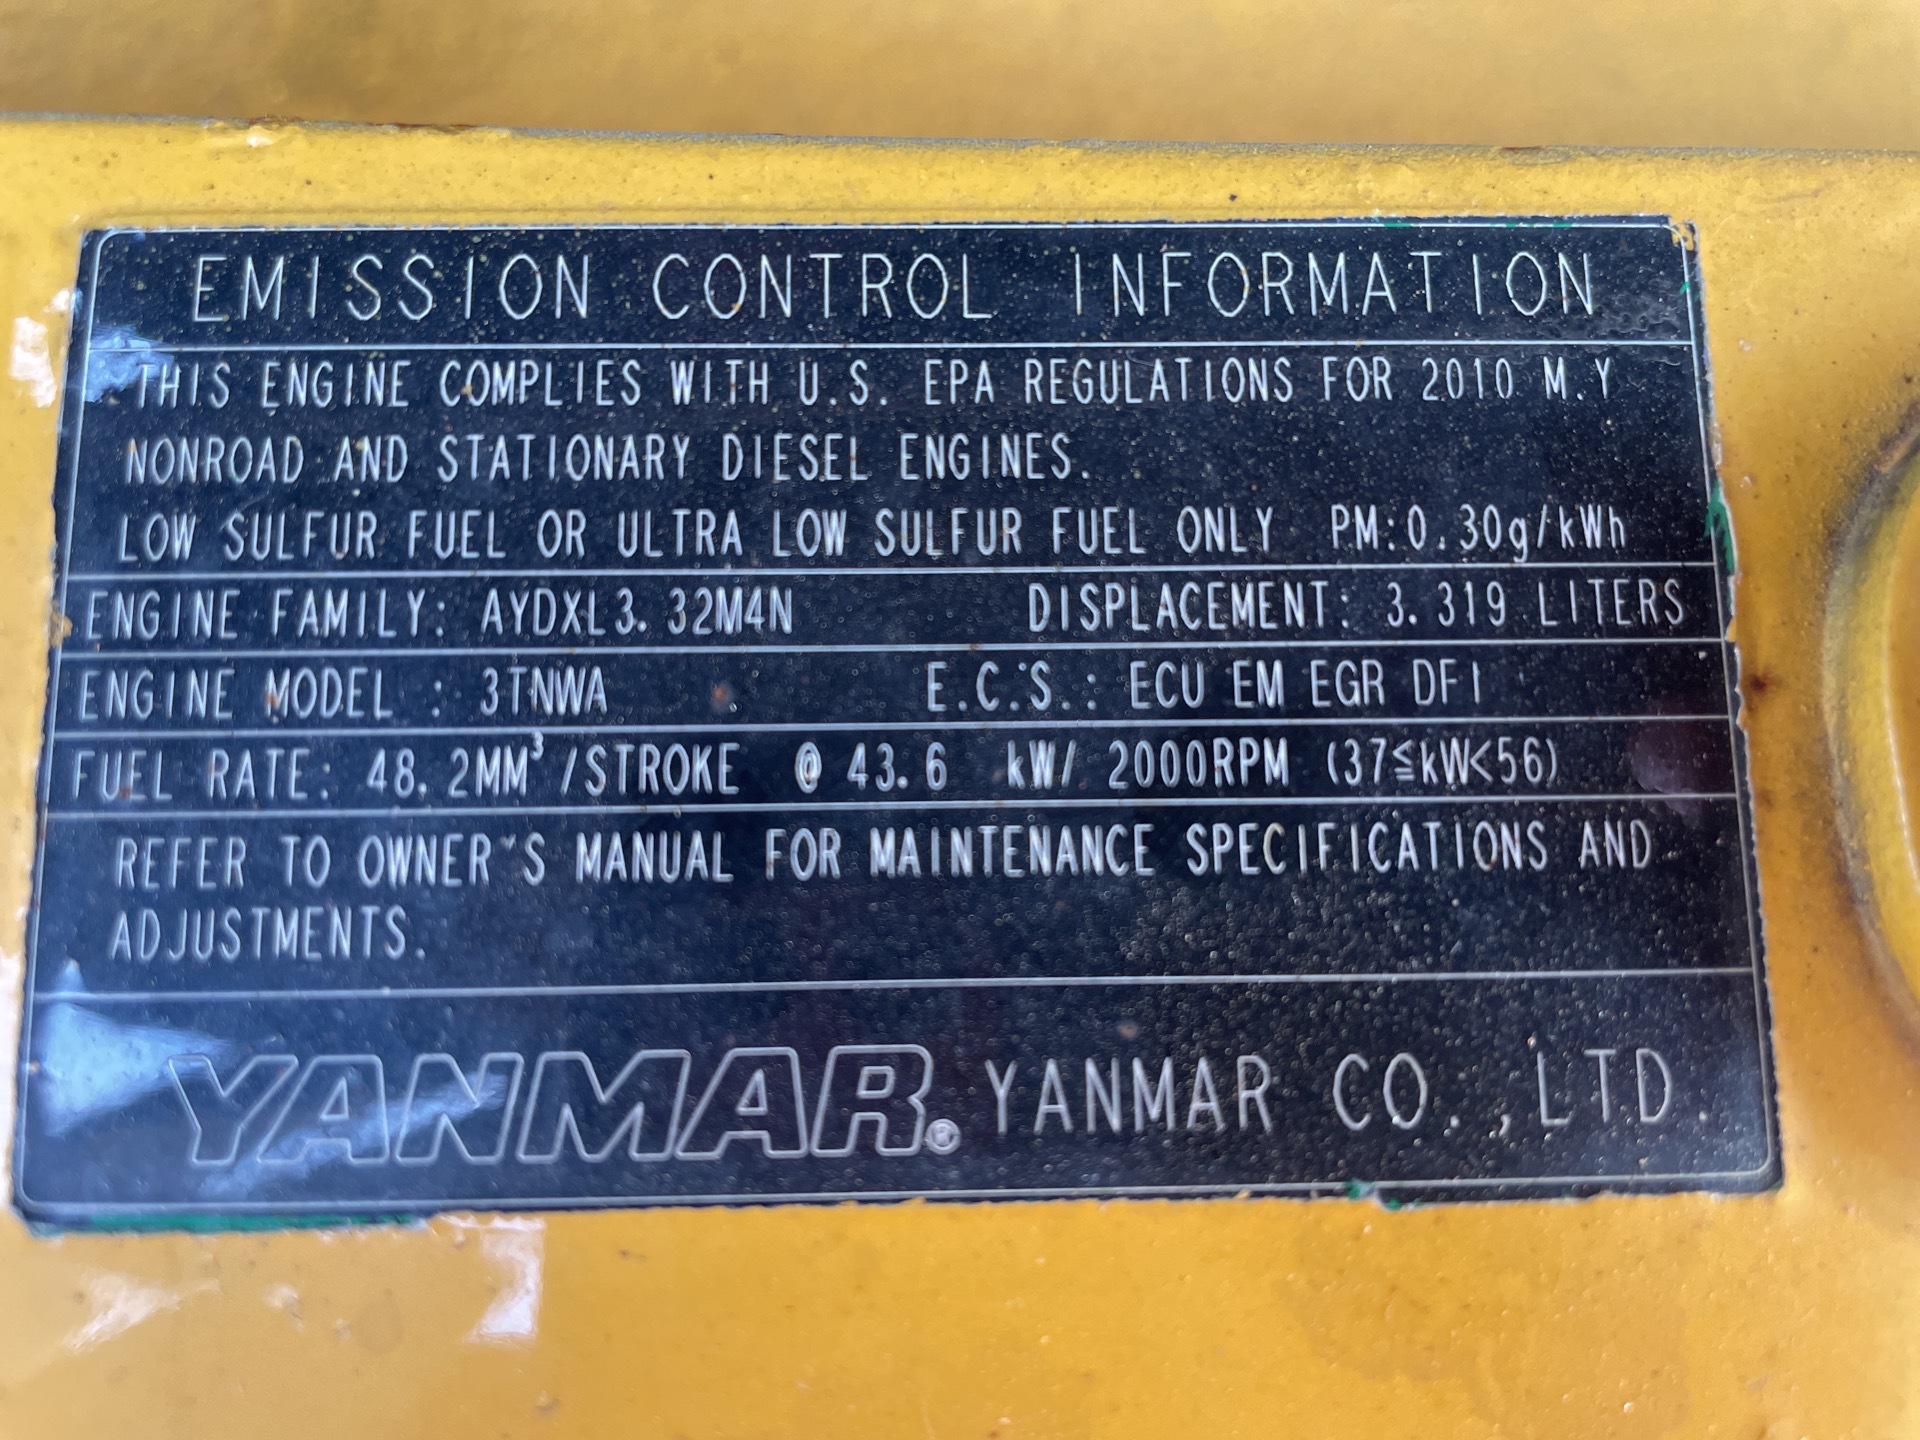 EMISSION CONTROL INFORMATION
THIS ENGINE COMPLIES WITH U.S. EPA REGULATIONS FOR 2010 M.Y
NONROAD AND STATIONARY DIESEL ENGINES.
LOW SULFUR FUEL OR ULTRA LOW SULFUR FUEL ONLY PM:0.30g/kWh
ENGINE FAMILY: AYDXL3.32M4N DISPLACEMENT: 3.319 LITERS
ENGINE MODEL : 3TNWA E.C.S.: ECU EM EGR DFI
FUEL RATE: 48.2MM³/STROKE @ 43.6 kW/ 2000RPM (37≦kW<56)
REFER TO OWNER'S MANUAL FOR MAINTENANCE SPECIFICATIONS AND
ADJUSTMENTS.
YANMAR® YANMAR CO.,LTD